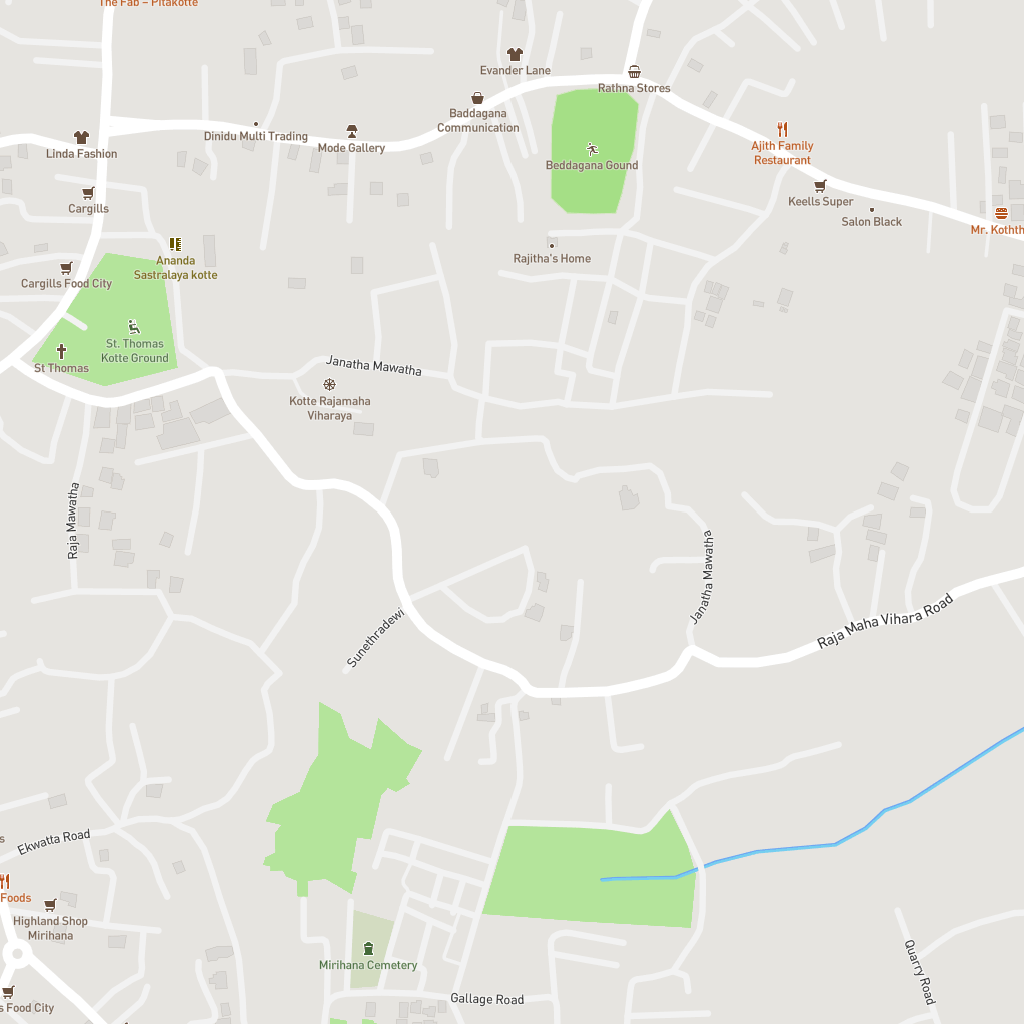 The Fab – Pitakotte
Evander Lane
Rathna Stores
Baddagana
Communication
Dinidu Multi Trading
Mode Gallery
Linda Fashion
Beddagana Gound
Ajith Family
Restaurant
Keells Super
Cargills
Salon Black
Mr. Koththu
Ananda
Sastralaya kotte
Rajitha's Home
Cargills Food City
St. Thomas
Kotte Ground
St Thomas
Janatha Mawatha
Kotte Rajamaha
Viharaya
Raja Mawatha
Janatha Mawatha
Sunethradewi
Raja Maha Vihara Road
Ekwatta Road
s
Foods
Highland Shop
Mirihana
Mirihana Cemetery
Quarry Road
Gallage Road
s Food City